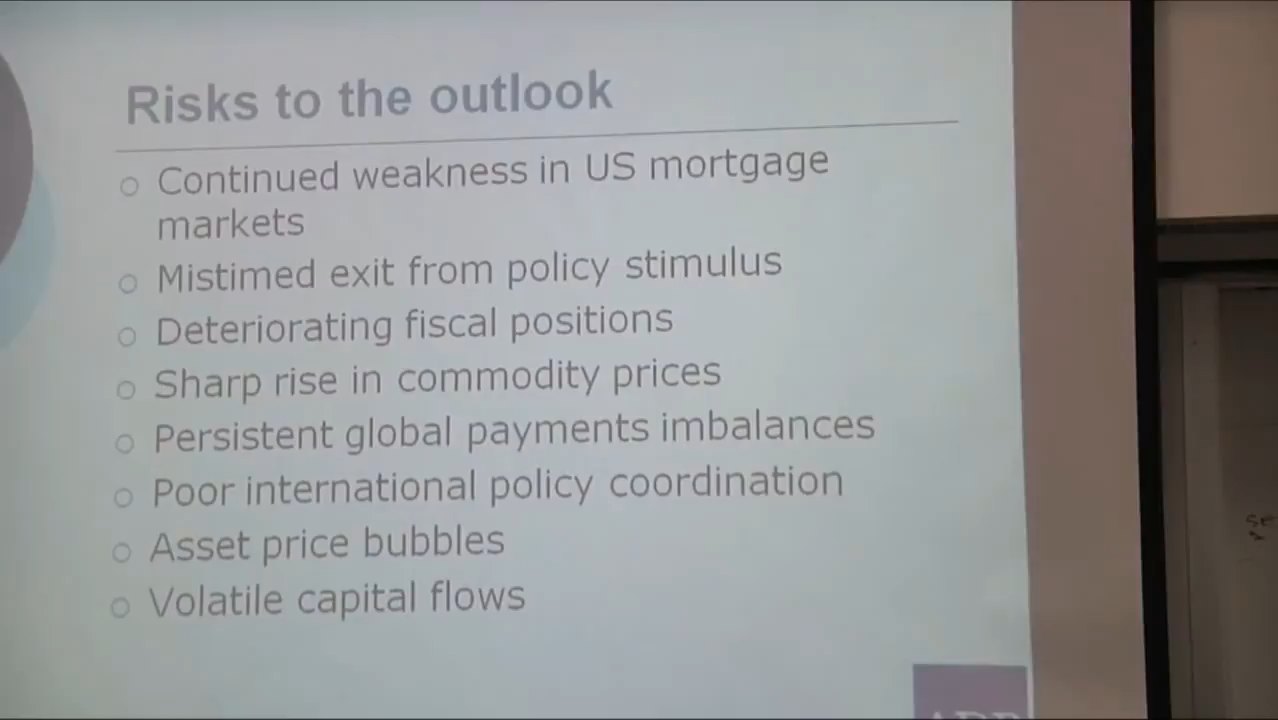 Risks to the outlook
Continued weakness in US mortgage
markets
Mistimed exit from policy stimulus
Deteriorating fiscal positions
Sharp rise in commodity prices
Persistent global payments imbalances
Poor international policy coordination
Asset price bubbles
Volatile capital flows